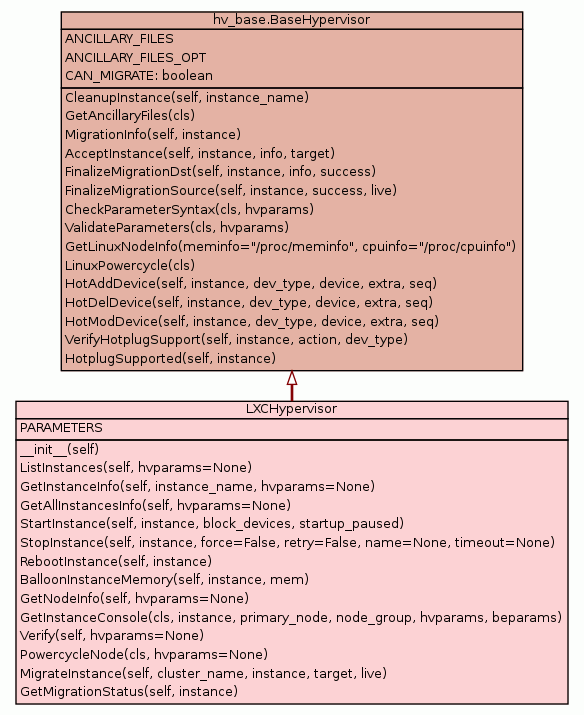 hv_base.BaseHypervisor
ANCILLARY_FILES
ANCILLARY_FILES_OPT
CAN_MIGRATE: boolean
CleanupInstance(self, instance_name)
GetAncillaryFiles(cls)
MigrationInfo(self, instance)
AcceptInstance(self, instance, info, target)
FinalizeMigrationDst(self, instance, info, success)
FinalizeMigrationSource(self, instance, success, live)
CheckParameterSyntax(cls, hvparams)
ValidateParameters(cls, hvparams)
GetLinuxNodeInfo(meminfo="/proc/meminfo", cpuinfo="/proc/cpuinfo")
LinuxPowercycle(cls)
HotAddDevice(self, instance, dev_type, device, extra, seq)
HotDelDevice(self, instance, dev_type, device, extra, seq)
HotModDevice(self, instance, dev_type, device, extra, seq)
VerifyHotplugSupport(self, instance, action, dev_type)
HotplugSupported(self, instance)
LXCHypervisor
PARAMETERS
__init__(self)
ListInstances(self, hvparams=None)
GetInstanceInfo(self, instance_name, hvparams=None)
GetAllInstancesInfo(self, hvparams=None)
StartInstance(self, instance, block_devices, startup_paused)
StopInstance(self, instance, force=False, retry=False, name=None, timeout=None)
RebootInstance(self, instance)
BalloonInstanceMemory(self, instance, mem)
GetNodeInfo(self, hvparams=None)
GetInstanceConsole(cls, instance, primary_node, node_group, hvparams, beparams)
Verify(self, hvparams=None)
PowercycleNode(cls, hvparams=None)
MigrateInstance(self, cluster_name, instance, target, live)
GetMigrationStatus(self, instance)